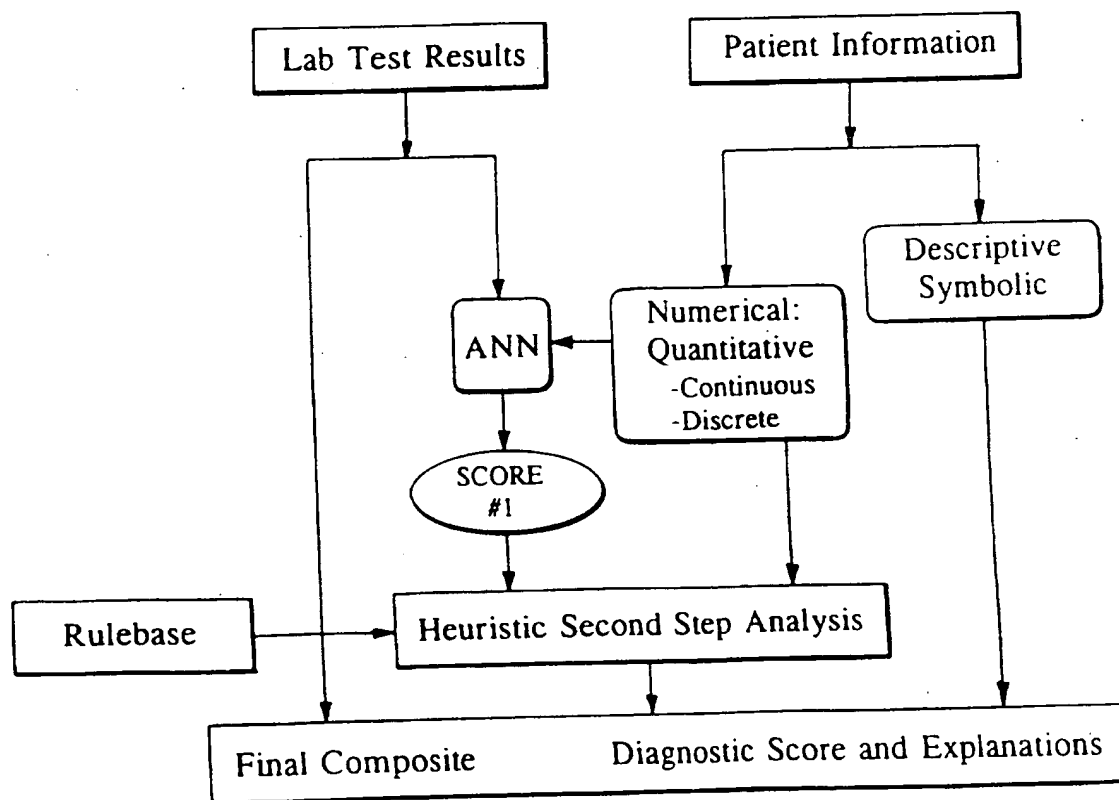 Lab Test Results
Patient Information
Descriptive
Symbolic
ANN
Numerical:
Quantitative
-Continuous
-Discrete
SCORE
#1
Rulebase
Heuristic Second Step Analysis
Final Composite
Diagnostic Score and Explanations